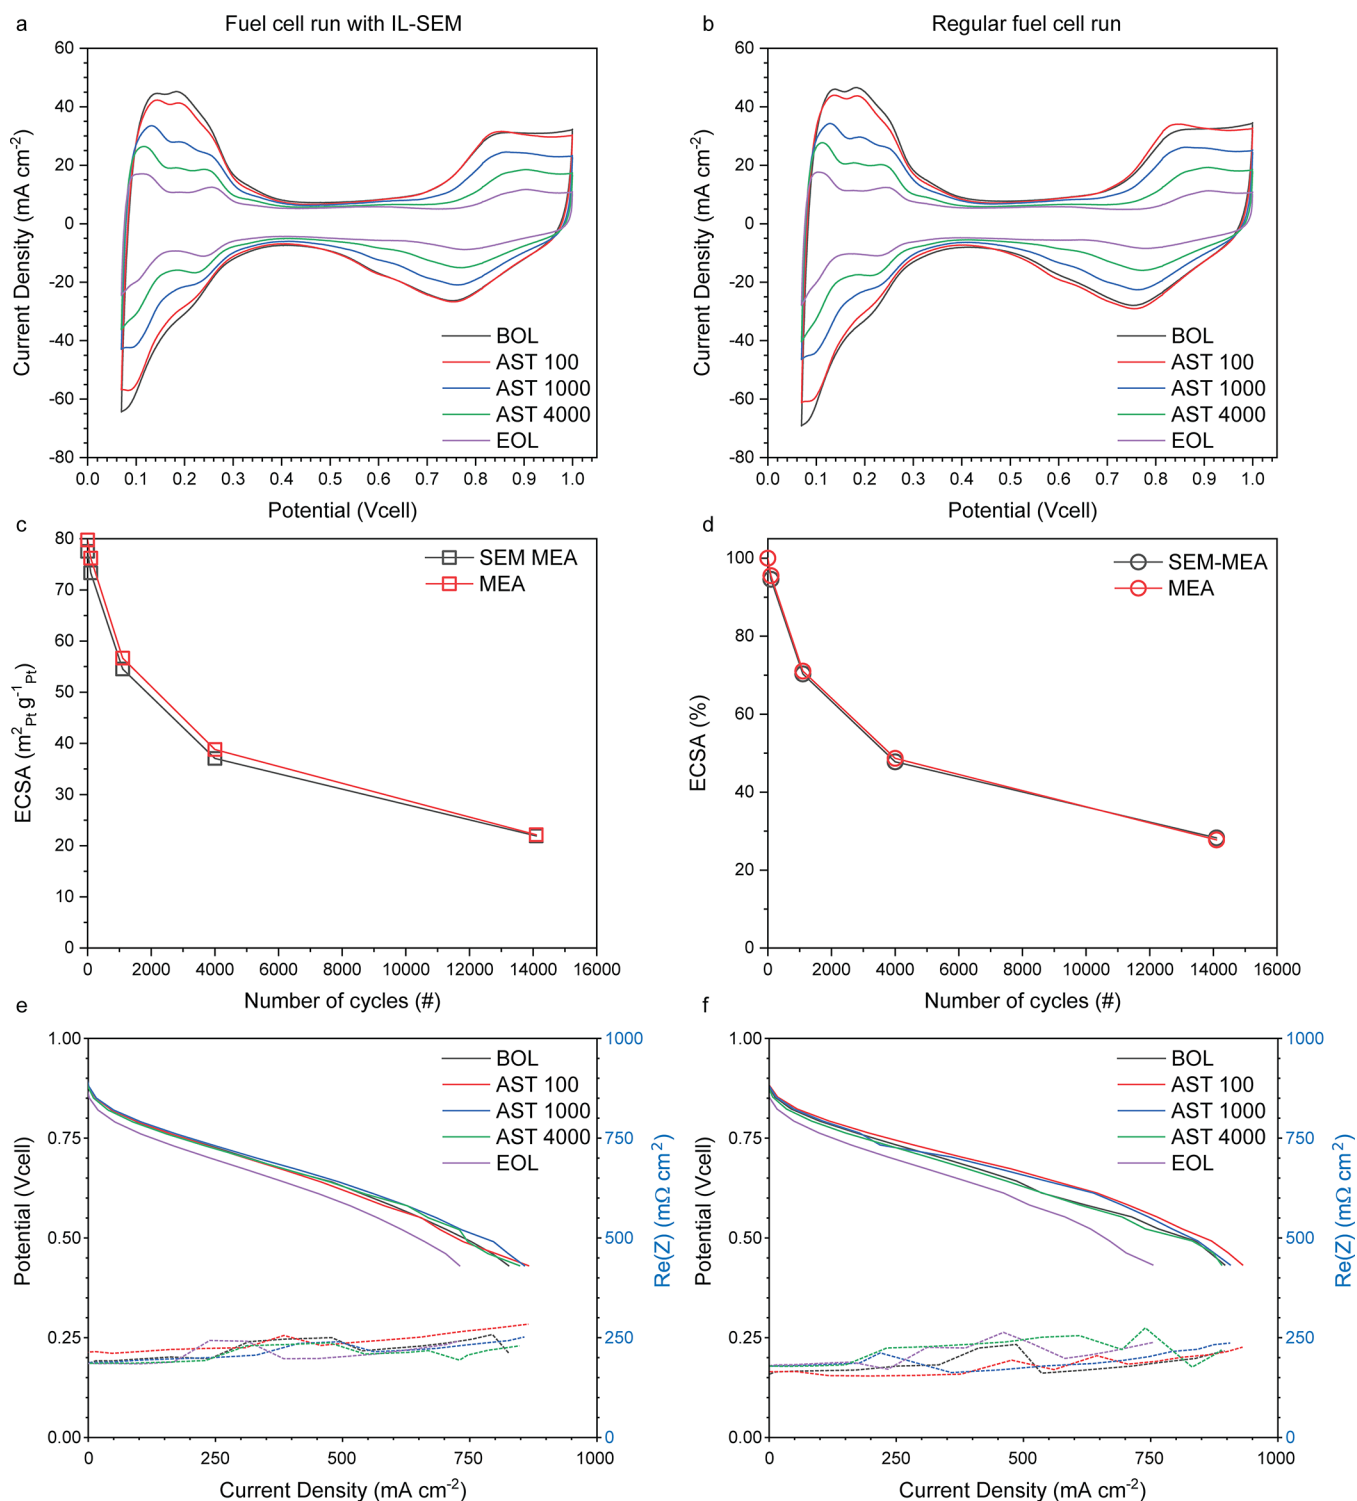 a Fuel cell run with IL-SEM
60
40
20
0
-20
-40
-60
-80
Current Density (mA cm-2)
BOL
AST 100
AST 1000
AST 4000
EOL
0.0 0.1 0.2 0.3 0.4 0.5 0.6 0.7 0.8 0.9 1.0
Potential (Vcell)
b Regular fuel cell run
60
40
20
0
-20
-40
-60
-80
Current Density (mA cm-2)
BOL
AST 100
AST 1000
AST 4000
EOL
0.0 0.1 0.2 0.3 0.4 0.5 0.6 0.7 0.8 0.9 1.0
Potential (Vcell)
c
80
70
60
50
40
30
20
10
0
ECSA (m2Pt g-1Pt)
SEM MEA
MEA
0 2000 4000 6000 8000 10000 12000 14000 16000
Number of cycles (#)
d
100
80
60
40
20
0
ECSA (%)
SEM-MEA
MEA
0 2000 4000 6000 8000 10000 12000 14000 16000
Number of cycles (#)
e
1.00
0.75
0.50
0.25
0.00
Potential (Vcell)
BOL
AST 100
AST 1000
AST 4000
EOL
1000
750
500
250
0
Re(Z) (mΩ cm2)
0 250 500 750 1000
Current Density (mA cm-2)
f
1.00
0.75
0.50
0.25
0.00
Potential (Vcell)
BOL
AST 100
AST 1000
AST 4000
EOL
1000
750
500
250
0
Re(Z) (mΩ cm2)
0 250 500 750 1000
Current Density (mA cm-2)